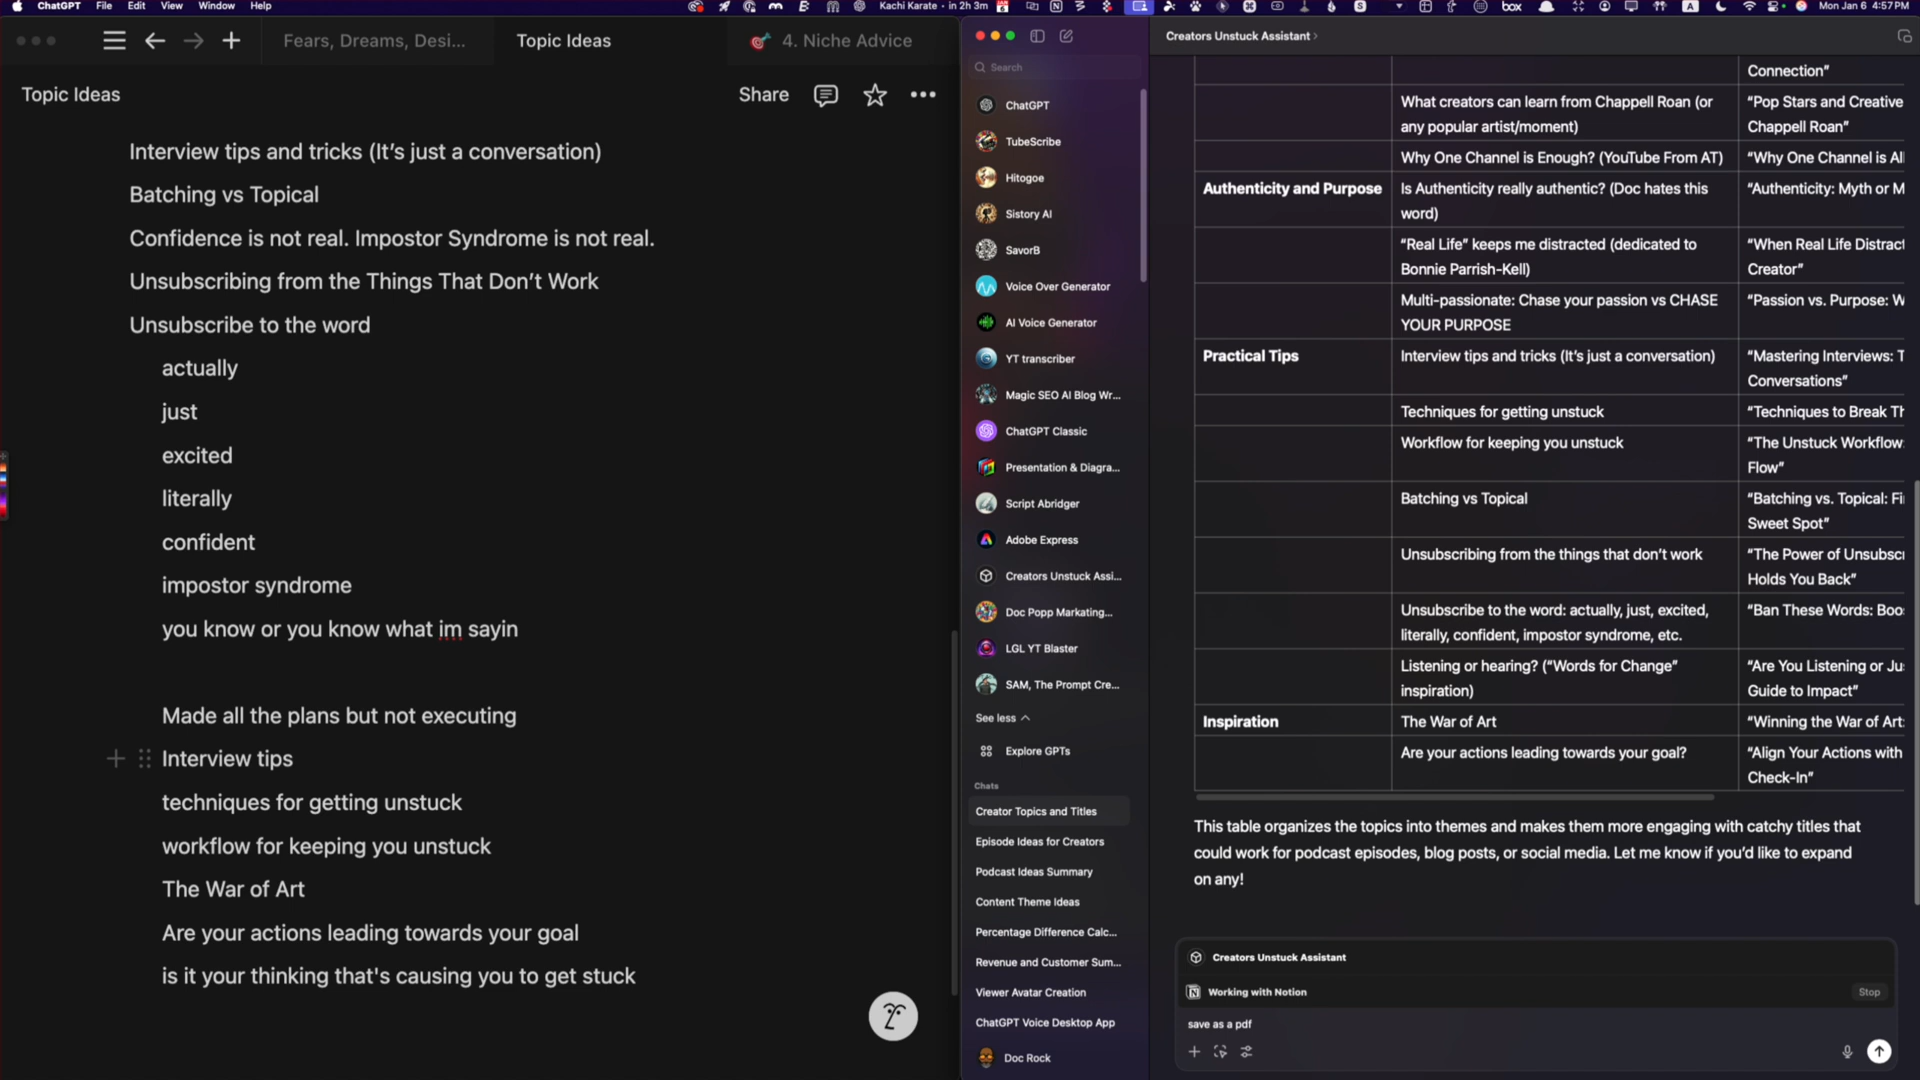 ChatGPT File Edit View Window Help
Kachi Karate • in 2h 3m
box
Mon Jan 6 4:57 PM
Fears, Dreams, Desi...
Topic Ideas
4. Niche Advice
Topic Ideas
Share
Interview tips and tricks (It’s just a conversation)
Batching vs Topical
Confidence is not real. Impostor Syndrome is not real.
Unsubscribing from the Things That Don’t Work
Unsubscribe to the word
actually
just
excited
literally
confident
impostor syndrome
you know or you know what im sayin
Made all the plans but not executing
Interview tips
techniques for getting unstuck
workflow for keeping you unstuck
The War of Art
Are your actions leading towards your goal
is it your thinking that's causing you to get stuck
Search
ChatGPT
TubeScribe
Hitogoe
Sistory AI
SavorB
Voice Over Generator
AI Voice Generator
YT transcriber
Magic SEO AI Blog Wr...
ChatGPT Classic
Presentation & Diagra...
Script Abridger
Adobe Express
Creators Unstuck Assi...
Doc Popp Marketing...
LGL YT Blaster
SAM, The Prompt Cre...
See less
Explore GPTs
Chats
Creator Topics and Titles
Episode Ideas for Creators
Podcast Ideas Summary
Content Theme Ideas
Percentage Difference Calc...
Revenue and Customer Sum...
Viewer Avatar Creation
ChatGPT Voice Desktop App
Doc Rock
Creators Unstuck Assistant
Connection”
What creators can learn from Chappell Roan (or
any popular artist/moment)
“Pop Stars and Creative
Chappell Roan”
Why One Channel is Enough? (YouTube From AT)
“Why One Channel is Al
Authenticity and Purpose
Is Authenticity really authentic? (Doc hates this
word)
“Authenticity: Myth or M
“Real Life” keeps me distracted (dedicated to
Bonnie Parrish-Kell)
“When Real Life Distract
Creator”
Multi-passionate: Chase your passion vs CHASE
YOUR PURPOSE
“Passion vs. Purpose: W
Practical Tips
Interview tips and tricks (It’s just a conversation)
“Mastering Interviews: T
Conversations”
Techniques for getting unstuck
“Techniques to Break Th
Workflow for keeping you unstuck
“The Unstuck Workflow:
Flow”
Batching vs Topical
“Batching vs. Topical: Fi
Sweet Spot”
Unsubscribing from the things that don’t work
“The Power of Unsubscr
Holds You Back”
Unsubscribe to the word: actually, just, excited,
literally, confident, impostor syndrome, etc.
“Ban These Words: Boo
Listening or hearing? (“Words for Change”
inspiration)
“Are You Listening or Ju
Guide to Impact”
Inspiration
The War of Art
“Winning the War of Art:
Are your actions leading towards your goal?
“Align Your Actions with
Check-In”
This table organizes the topics into themes and makes them more engaging with catchy titles that
could work for podcast episodes, blog posts, or social media. Let me know if you’d like to expand
on any!
Creators Unstuck Assistant
Working with Notion
Stop
save as a pdf